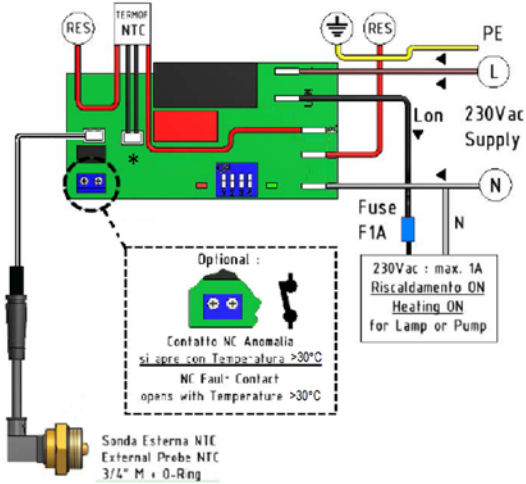 RES
TERMOF
NTC
RES
PE
L
Lon
230Vac
Supply
*
N
Fuse
F1A
N
Optional :
230Vac : max. 1A
Riscaldamento ON
Heating ON
for Lamp or Pump
Contatto NC Anomalia
si apre con Temperatura >30°C
NC Fault Contact
opens with Temperature >30°C
Sonda Esterna NTC
External Probe NTC
3/4" M + O-Ring